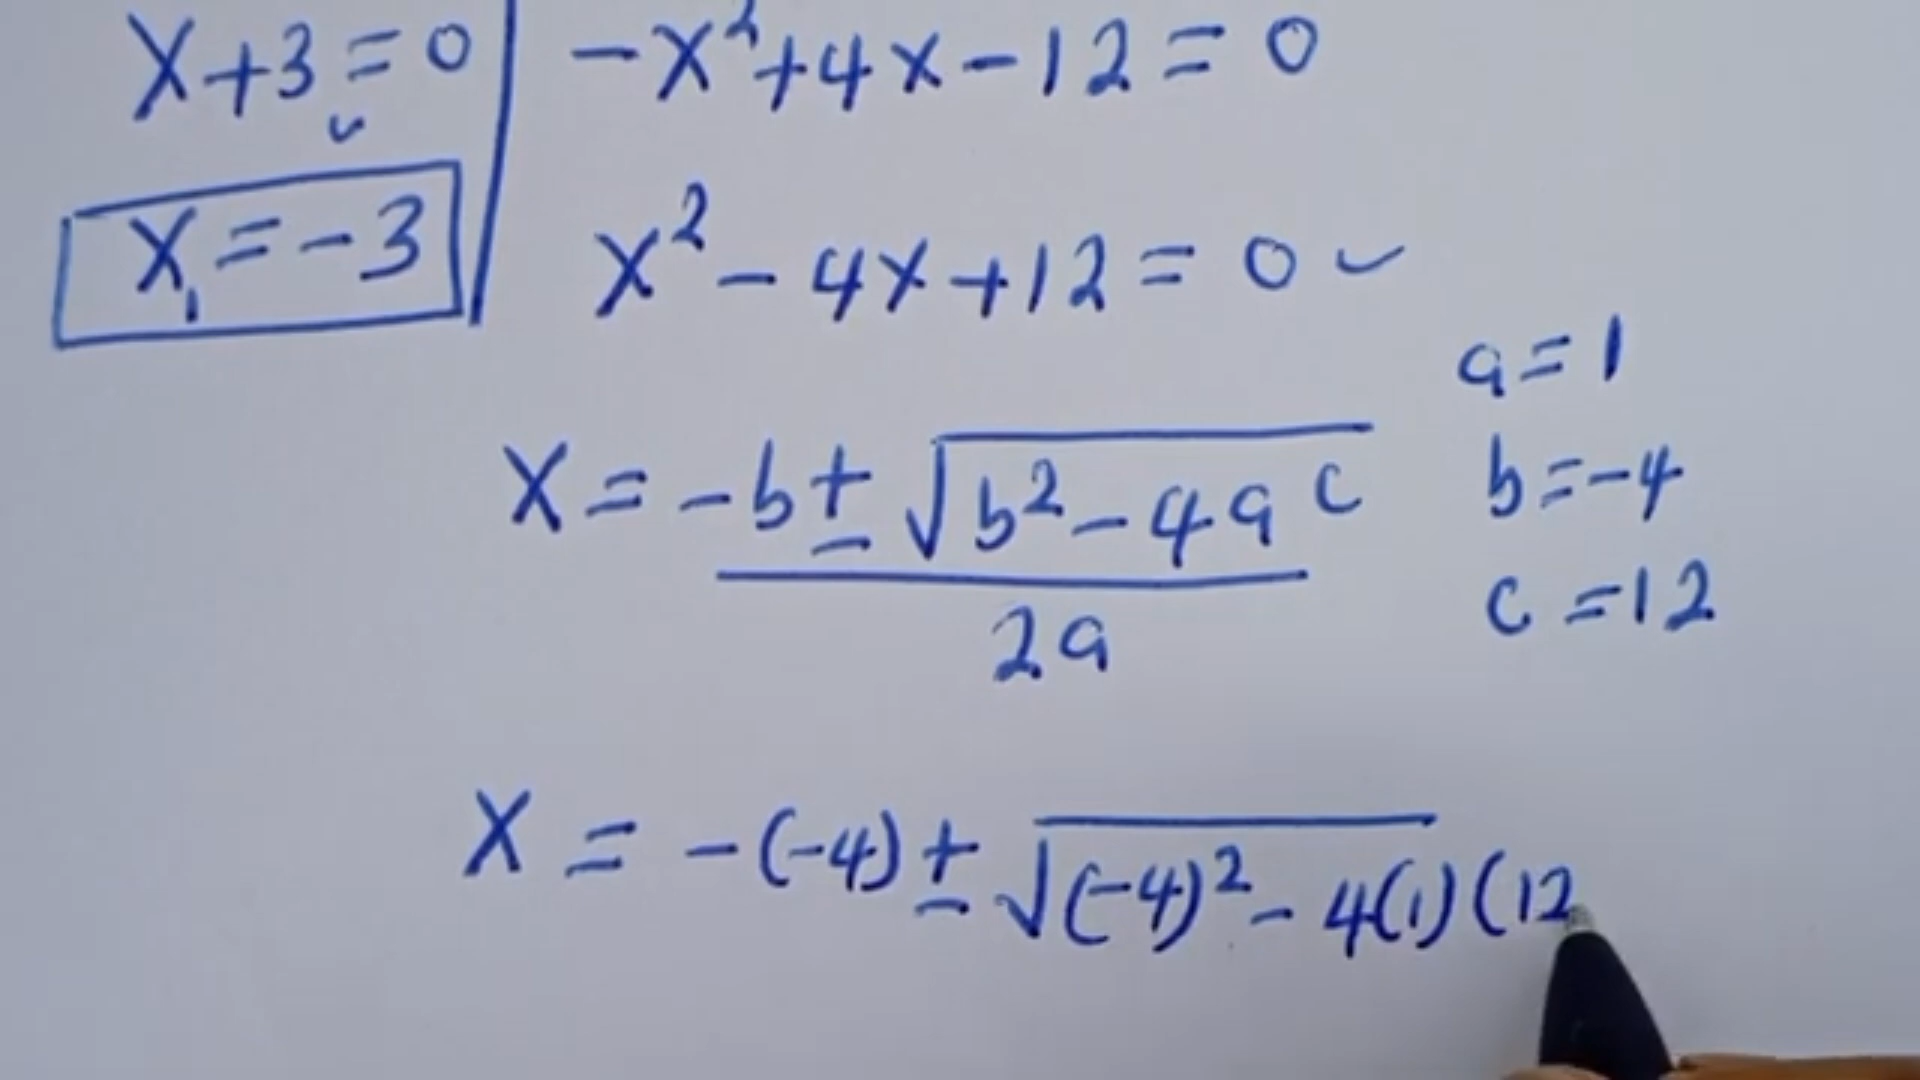 X+3=0
X₁=-3
-X²+4x-12=0
X²-4x+12=0
a=1
b=-4
c=12
X=-b±√b²-4ac
2a
X=-(-4)±√(-4)²-4(1)(12